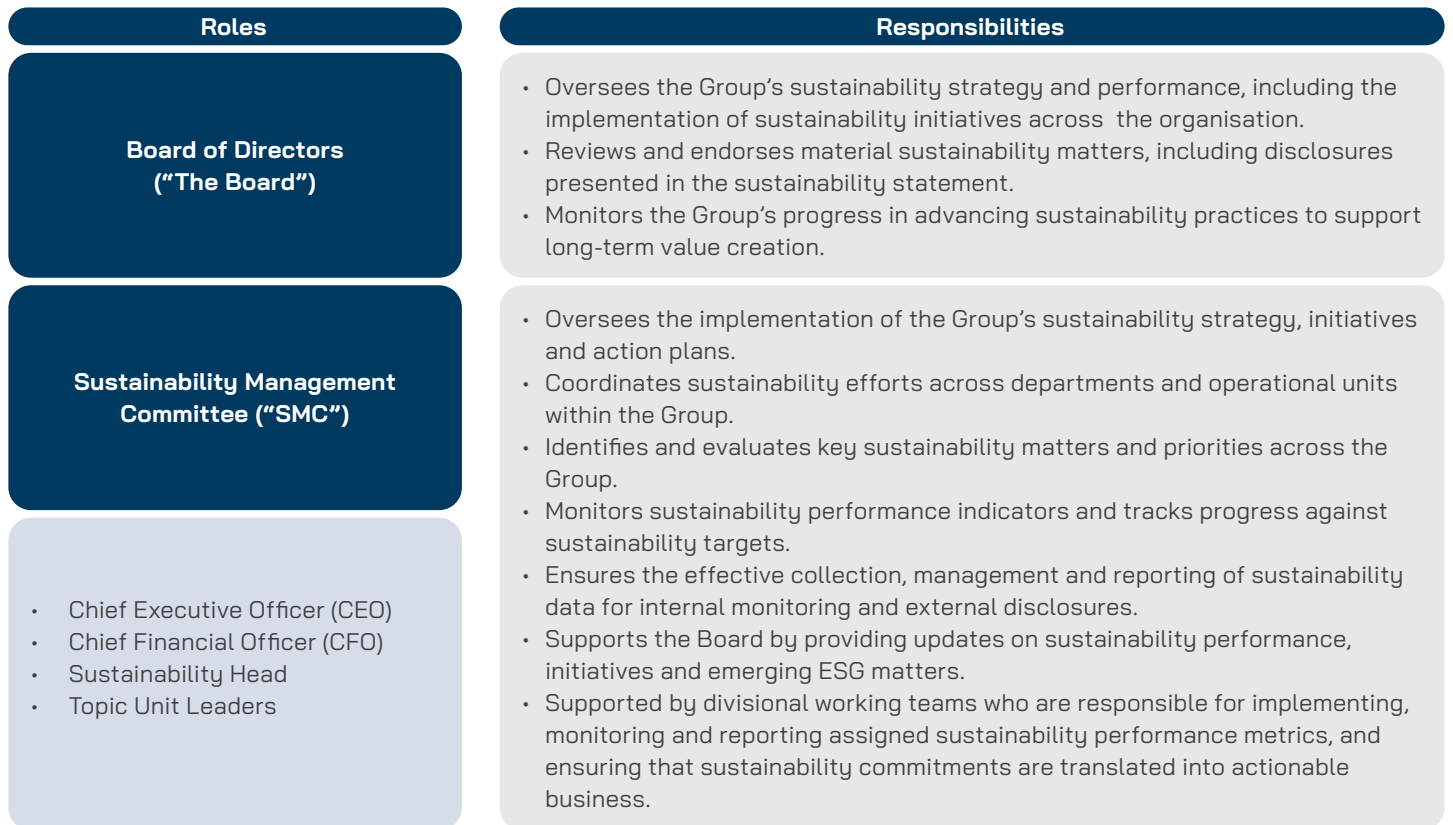 Roles
Responsibilities
Board of Directors
(“The Board”)
• Oversees the Group’s sustainability strategy and performance, including the
implementation of sustainability initiatives across the organisation.
• Reviews and endorses material sustainability matters, including disclosures
presented in the sustainability statement.
• Monitors the Group’s progress in advancing sustainability practices to support
long-term value creation.
Sustainability Management
Committee (“SMC”)
• Chief Executive Officer (CEO)
• Chief Financial Officer (CFO)
• Sustainability Head
• Topic Unit Leaders
• Oversees the implementation of the Group’s sustainability strategy, initiatives
and action plans.
• Coordinates sustainability efforts across departments and operational units
within the Group.
• Identifies and evaluates key sustainability matters and priorities across the
Group.
• Monitors sustainability performance indicators and tracks progress against
sustainability targets.
• Ensures the effective collection, management and reporting of sustainability
data for internal monitoring and external disclosures.
• Supports the Board by providing updates on sustainability performance,
initiatives and emerging ESG matters.
• Supported by divisional working teams who are responsible for implementing,
monitoring and reporting assigned sustainability performance metrics, and
ensuring that sustainability commitments are translated into actionable
business.